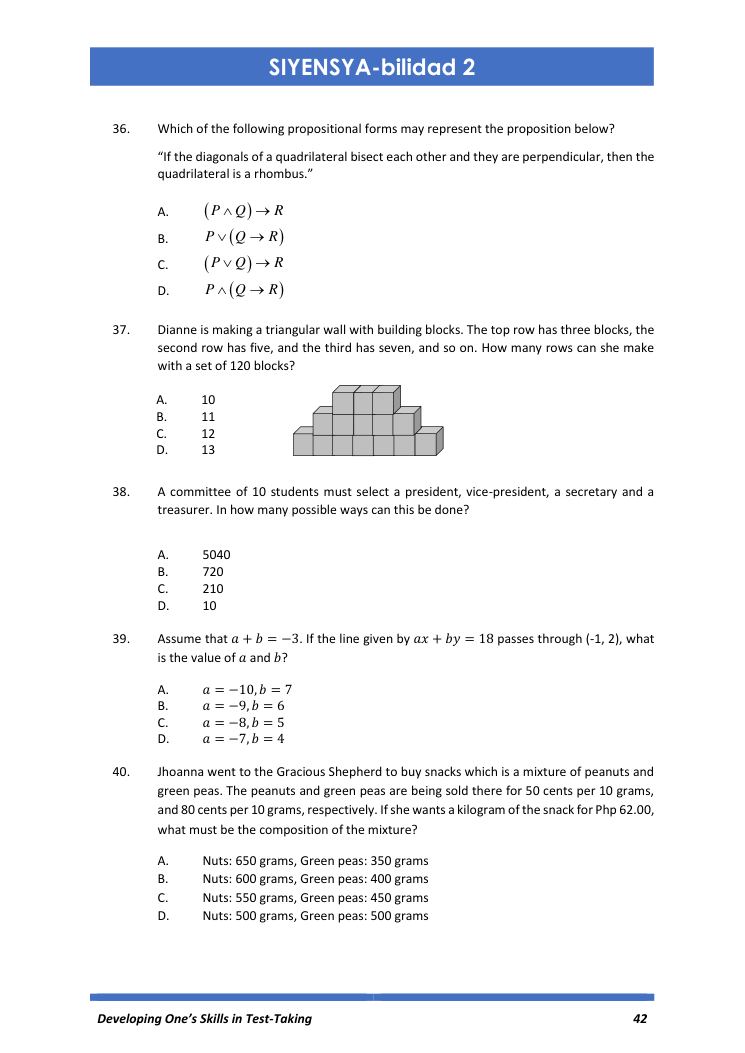 SIYENSYA-bilidad 2
36. Which of the following propositional forms may represent the proposition below?
“If the diagonals of a quadrilateral bisect each other and they are perpendicular, then the
quadrilateral is a rhombus.”
A. (P ∧ Q) → R
B. P ∨ (Q → R)
C. (P ∨ Q) → R
D. P ∧ (Q → R)
37. Dianne is making a triangular wall with building blocks. The top row has three blocks, the
second row has five, and the third has seven, and so on. How many rows can she make
with a set of 120 blocks?
A. 10
B. 11
C. 12
D. 13
38. A committee of 10 students must select a president, vice-president, a secretary and a
treasurer. In how many possible ways can this be done?
A. 5040
B. 720
C. 210
D. 10
39. Assume that a + b = −3. If the line given by ax + by = 18 passes through (-1, 2), what
is the value of a and b?
A. a = −10, b = 7
B. a = −9, b = 6
C. a = −8, b = 5
D. a = −7, b = 4
40. Jhoanna went to the Gracious Shepherd to buy snacks which is a mixture of peanuts and
green peas. The peanuts and green peas are being sold there for 50 cents per 10 grams,
and 80 cents per 10 grams, respectively. If she wants a kilogram of the snack for Php 62.00,
what must be the composition of the mixture?
A. Nuts: 650 grams, Green peas: 350 grams
B. Nuts: 600 grams, Green peas: 400 grams
C. Nuts: 550 grams, Green peas: 450 grams
D. Nuts: 500 grams, Green peas: 500 grams
Developing One’s Skills in Test-Taking 42